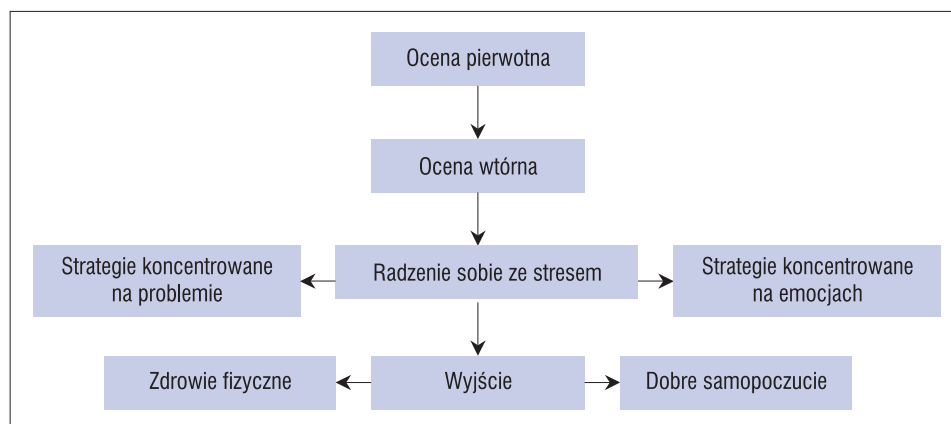 Ocena pierwotna
Ocena wtórna
Strategie koncentrowane
na problemie
Radzenie sobie ze stresem
Strategie koncentrowane
na emocjach
Zdrowie fizyczne
Wyjście
Dobre samopoczucie